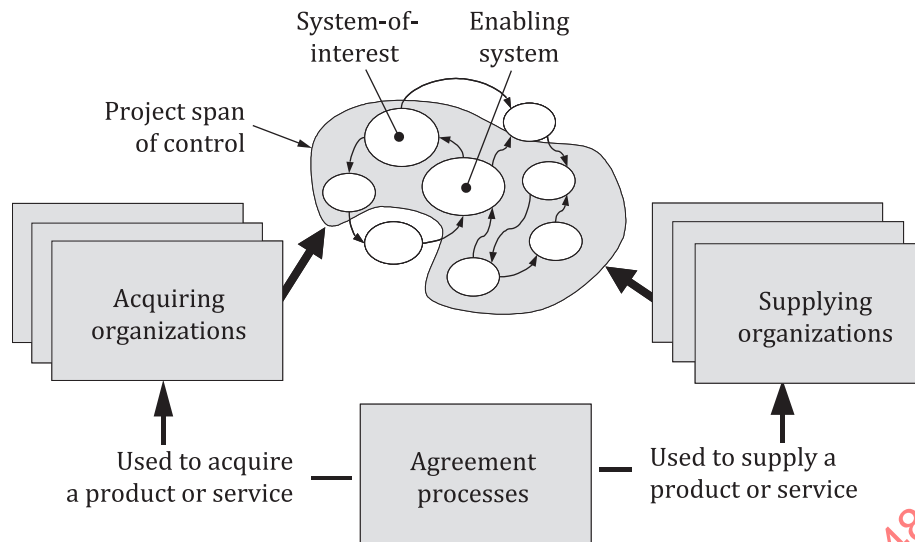 System-of-
interest
Enabling
system
Project span
of control
Acquiring
organizations
Supplying
organizations
Used to acquire
a product or service
Agreement
processes
Used to supply a
product or service